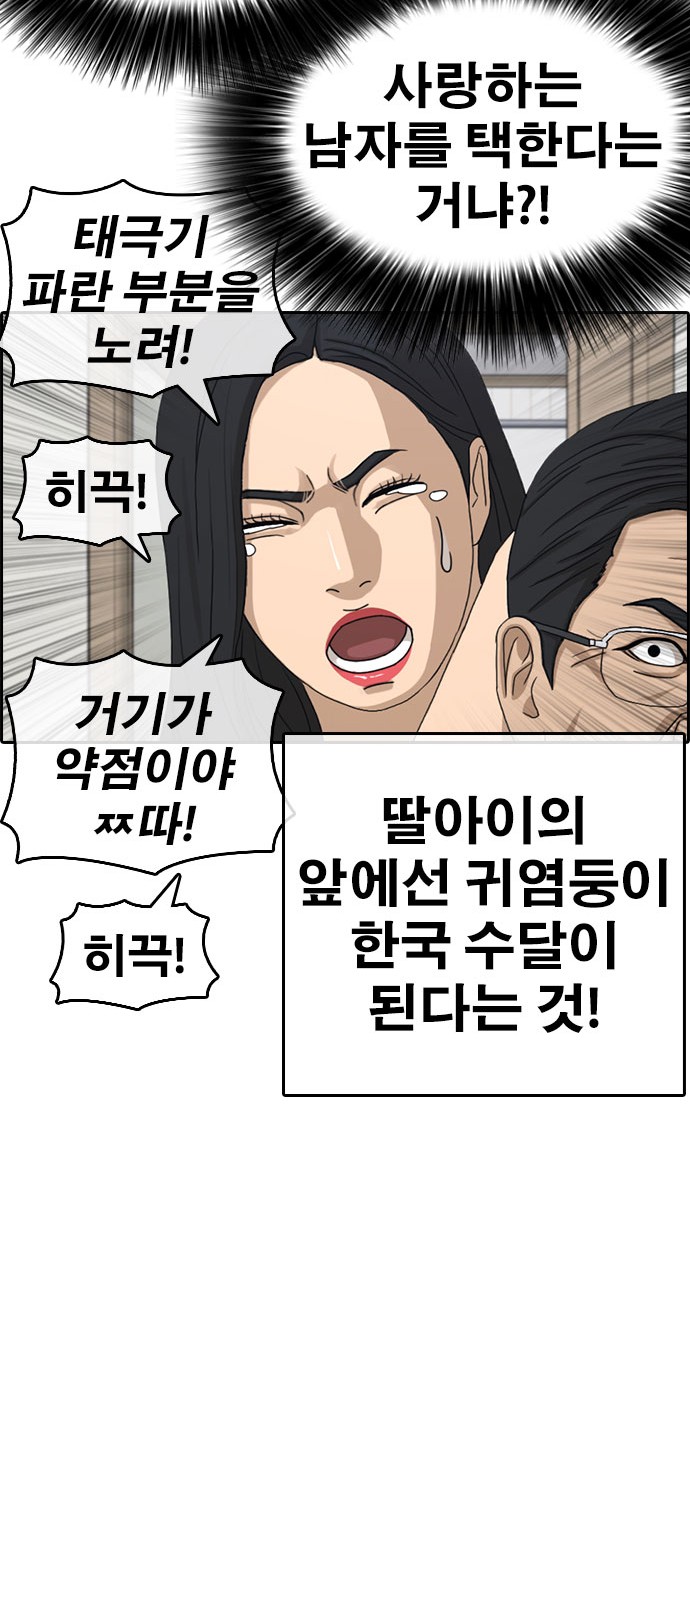 사랑하는
남자를 택한다는
거냐?!
태극기
파란 부분을
노려!
히끅!
거기가
약점이야
ㅉ따!
히끅!
딸아이의
앞에선 귀염둥이
한국 수달이
된다는 것!